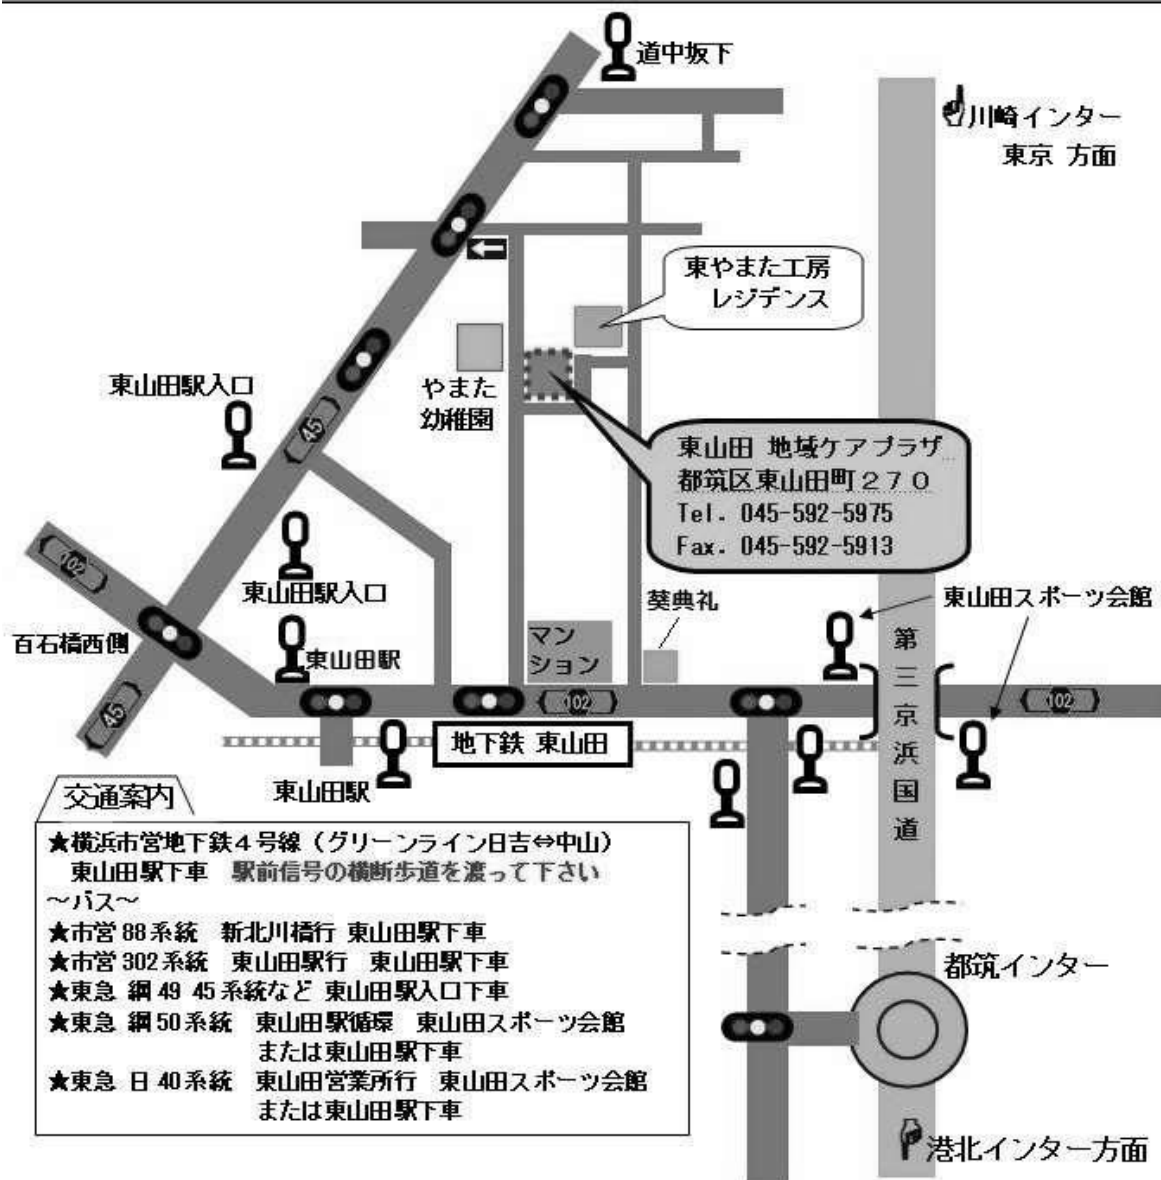 道中坂下
川崎インター
東京 方面
東やまた工房
レジデンス
やまた
幼稚園
東山田駅入口
45
東山田 地域ケアプラザ
都筑区東山田町270
Tel. 045-592-5975
Fax. 045-592-5913
102
東山田駅入口
百石橋西側
東山田駅
マン
ション
葵典礼
東山田スポーツ会館
第三京浜国道
45
102
102
地下鉄 東山田
東山田駅
交通案内
★横浜市営地下鉄4号線（グリーンライン日吉⇔中山）
東山田駅下車 駅前信号の横断歩道を渡って下さい
～バス～
★市営88系統 新北川橋行 東山田駅下車
★市営302系統 東山田駅行 東山田駅下車
★東急 綱49 45系統など 東山田駅入口下車
★東急 綱50系統 東山田駅循環 東山田スポーツ会館
または東山田駅下車
★東急 日40系統 東山田営業所行 東山田スポーツ会館
または東山田駅下車
都筑インター
港北インター方面